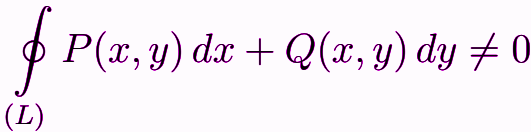 ∮ P(x, y) dx + Q(x, y) dy ≠ 0
(L)